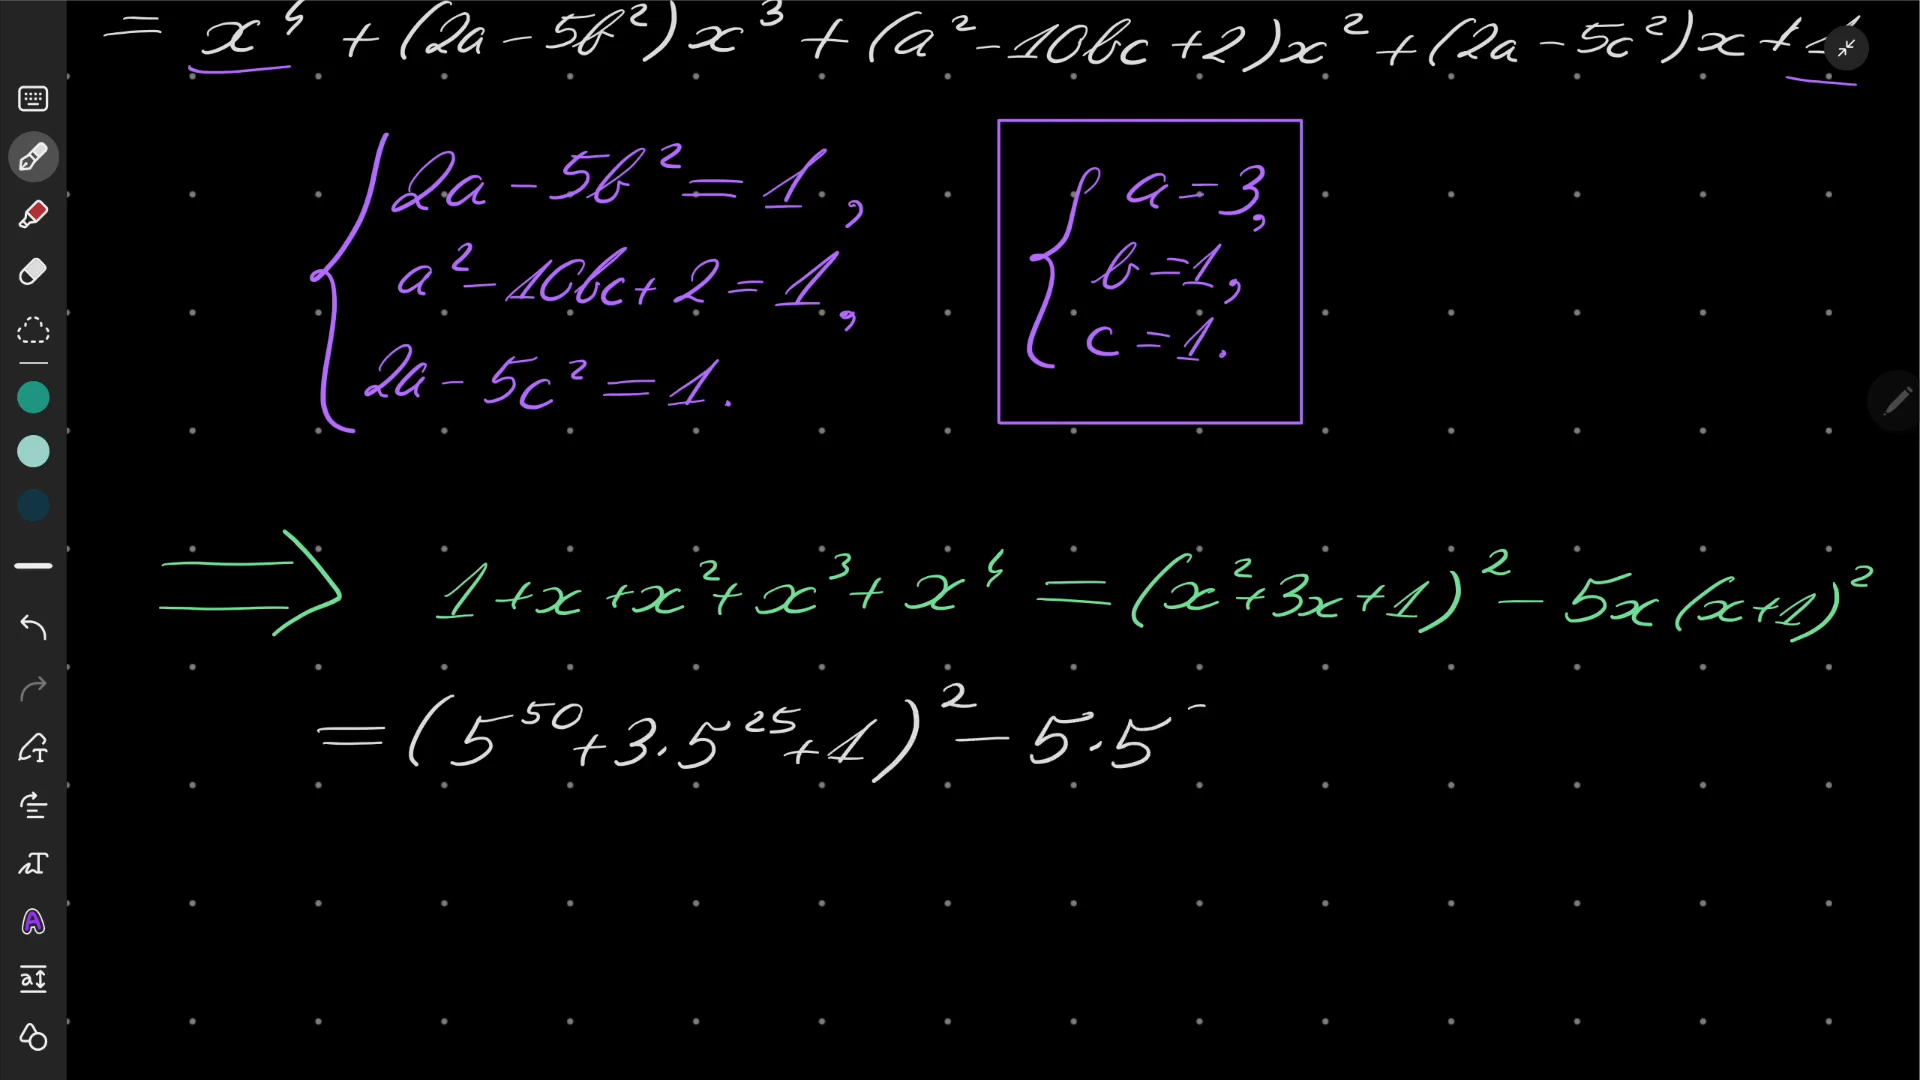 = x⁴ + (2a - 5b²)x³ + (a² - 10bc + 2)x² + (2a - 5c²)x + 1
2a - 5b² = 1,
a² - 10bc + 2 = 1,
2a - 5c² = 1.
a = 3,
b = 1,
c = 1.
⇒ 1 + x + x² + x³ + x⁴ = (x² + 3x + 1)² - 5x(x + 1)²
= (5⁵⁰ + 3·5²⁵ + 1)² - 5·5